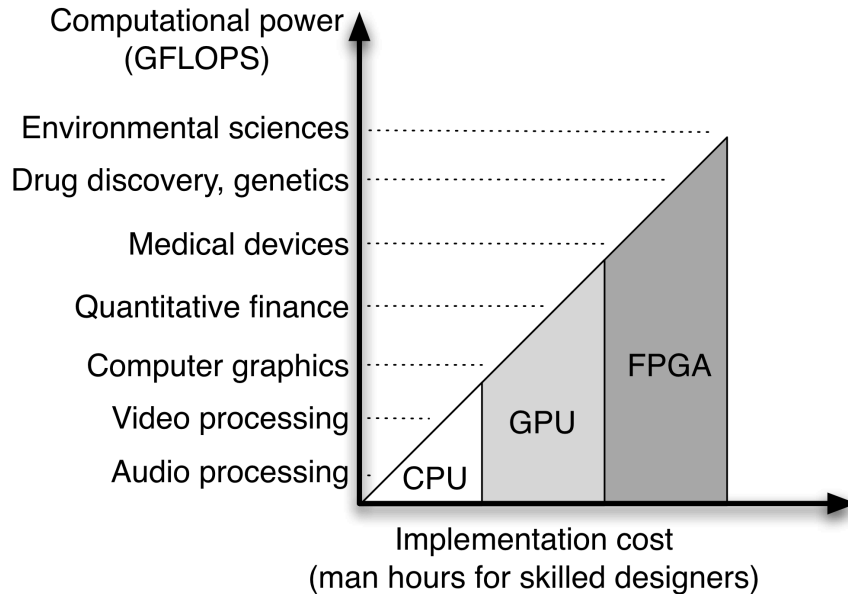 Computational power
(GFLOPS)
Environmental sciences
Drug discovery, genetics
Medical devices
Quantitative finance
Computer graphics
FPGA
Video processing
GPU
Audio processing
CPU
Implementation cost
(man hours for skilled designers)